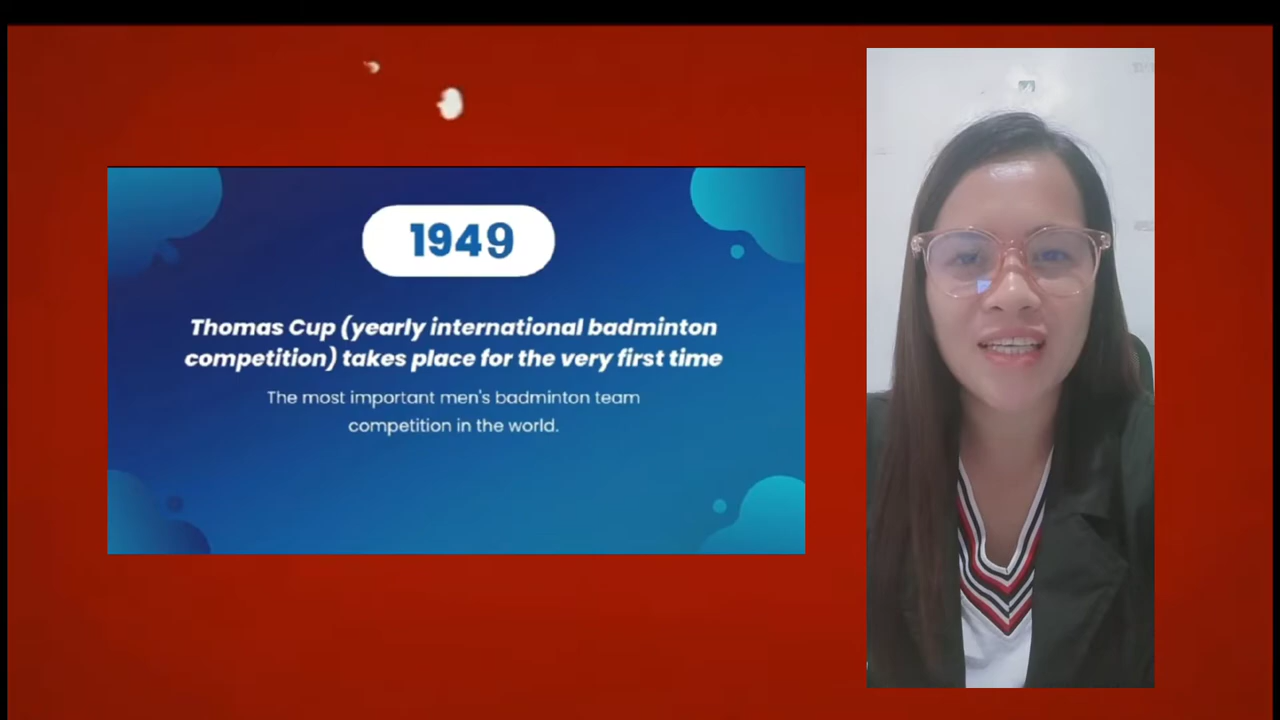 1949
Thomas Cup (yearly international badminton
competition) takes place for the very first time
The most important men's badminton team
competition in the world.